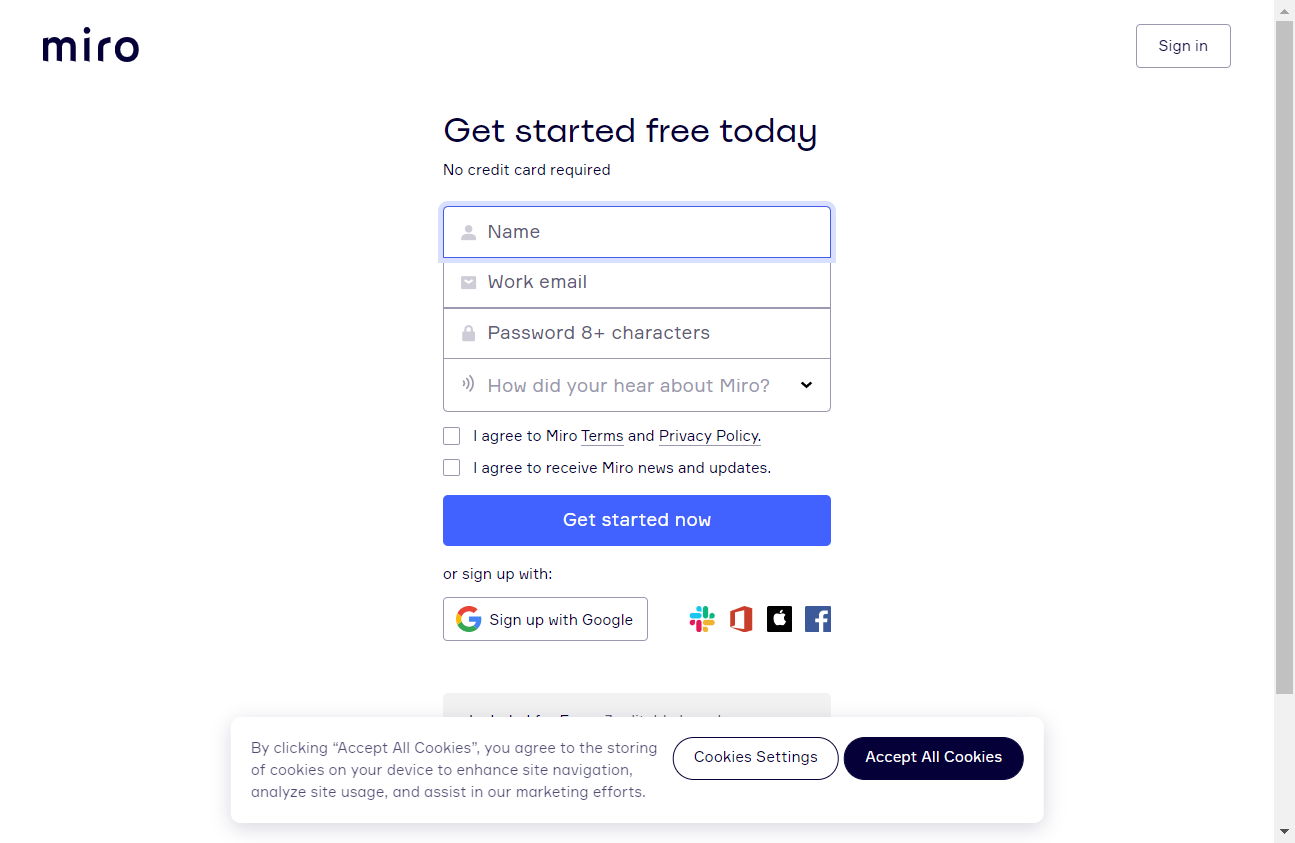 miro
Sign in
Get started free today
No credit card required
Name
Work email
Password 8+ characters
How did your hear about Miro?
I agree to Miro Terms and Privacy Policy.
I agree to receive Miro news and updates.
Get started now
or sign up with:
Sign up with Google
By clicking “Accept All Cookies”, you agree to the storing
of cookies on your device to enhance site navigation,
analyze site usage, and assist in our marketing efforts.
Cookies Settings
Accept All Cookies